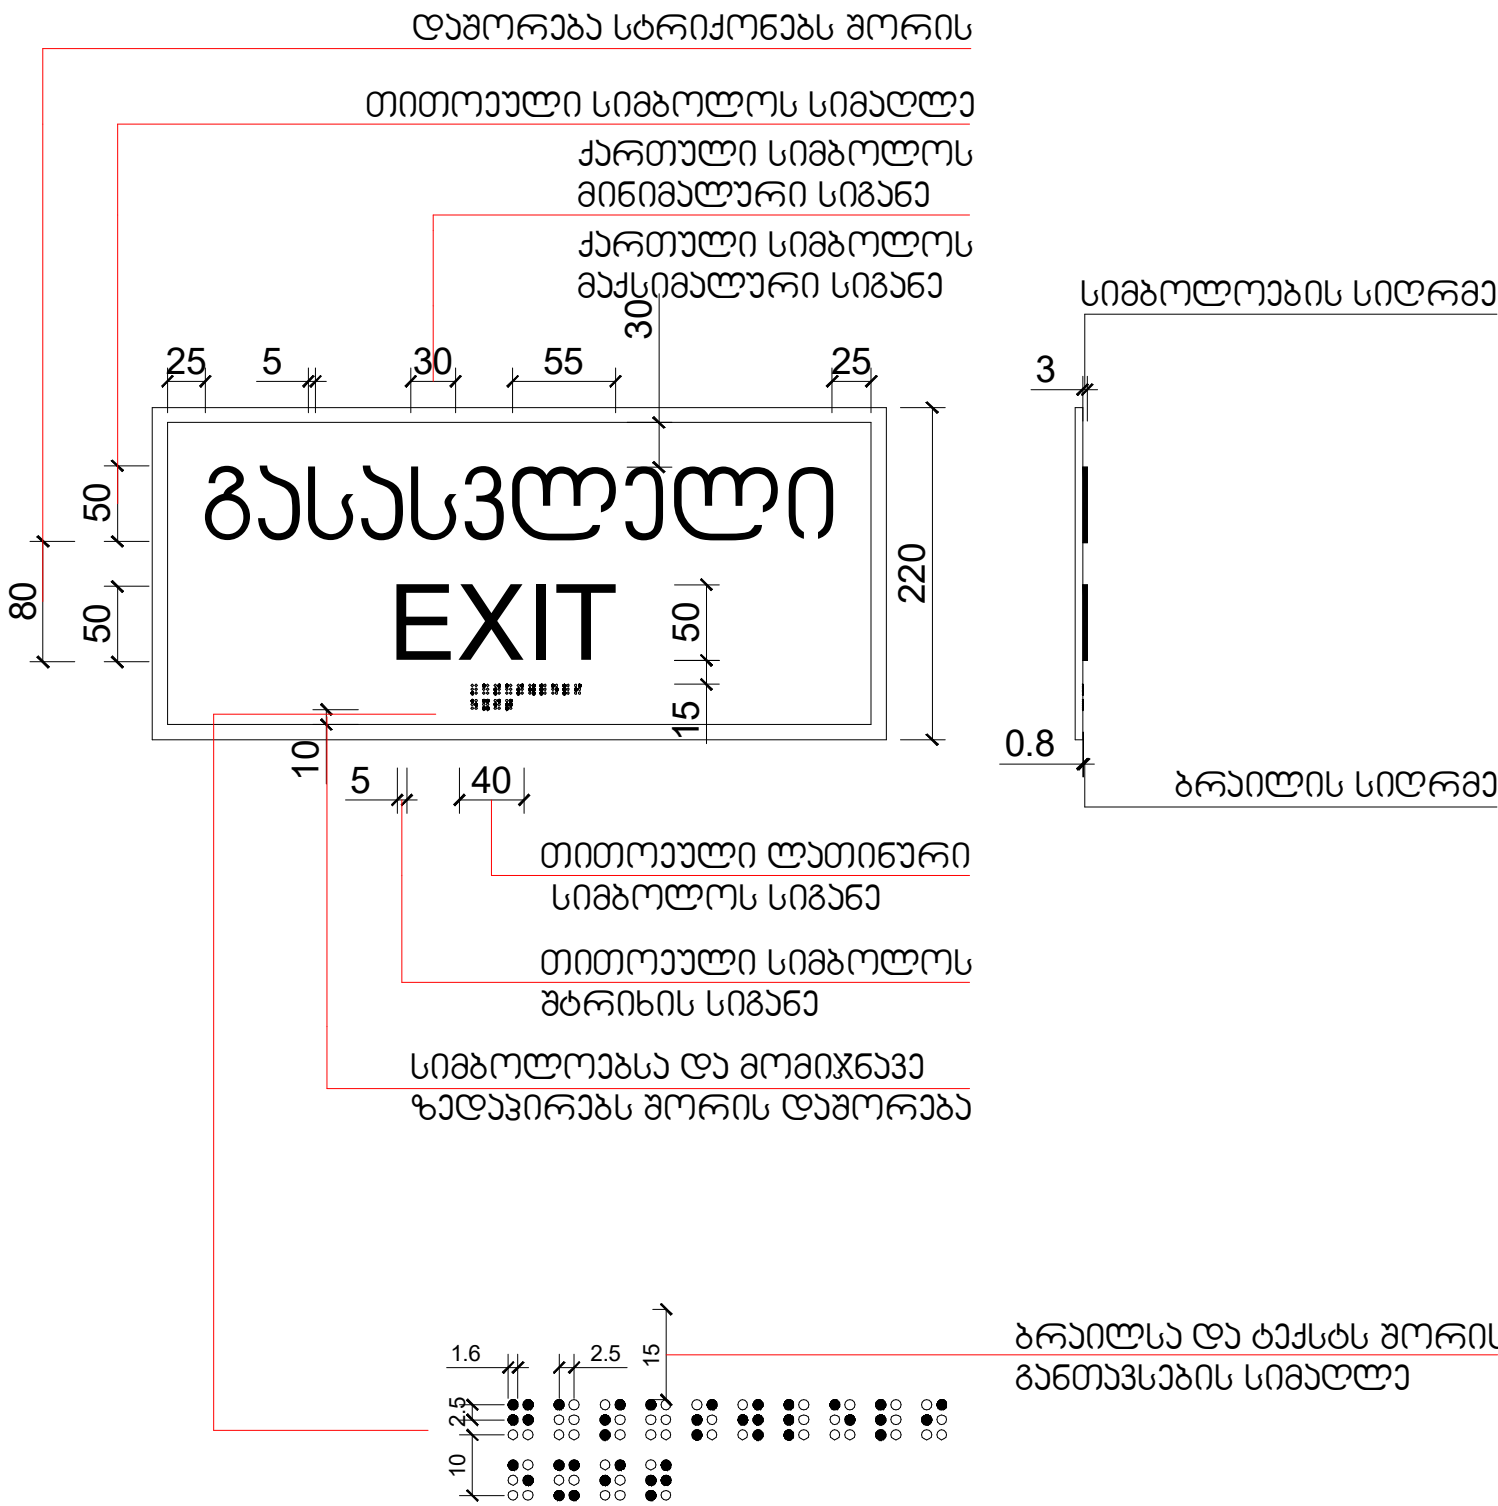 დაშორება სტრიქონებს შორის
თითოეული სიმბოლოს სიმაღლე
ქართული სიმბოლოს
მინიმალური სიგანე
ქართული სიმბოლოს
მაქსიმალური სიგანე
სიმბოლოების სიღრმე
30
25 5 30 55 25
3
50
გასასვლელი
220
80
50
EXIT
50
15
10
0.8
5 40
ბრაილის სიღრმე
თითოეული ლათინური
სიმბოლოს სიგანე
თითოეული სიმბოლოს
შტრიხის სიგანე
სიმბოლოებსა და მომიჯნავე
ზედაპირებს შორის დაშორება
ბრაილსა და ტექსტს შორის
განთავსების სიმაღლე
1.6 2.5 15
2.5
2.5
10
⠛⠁⠎⠁⠎⠺⠇⠑⠇⠊
⠑⠭⠊⠞